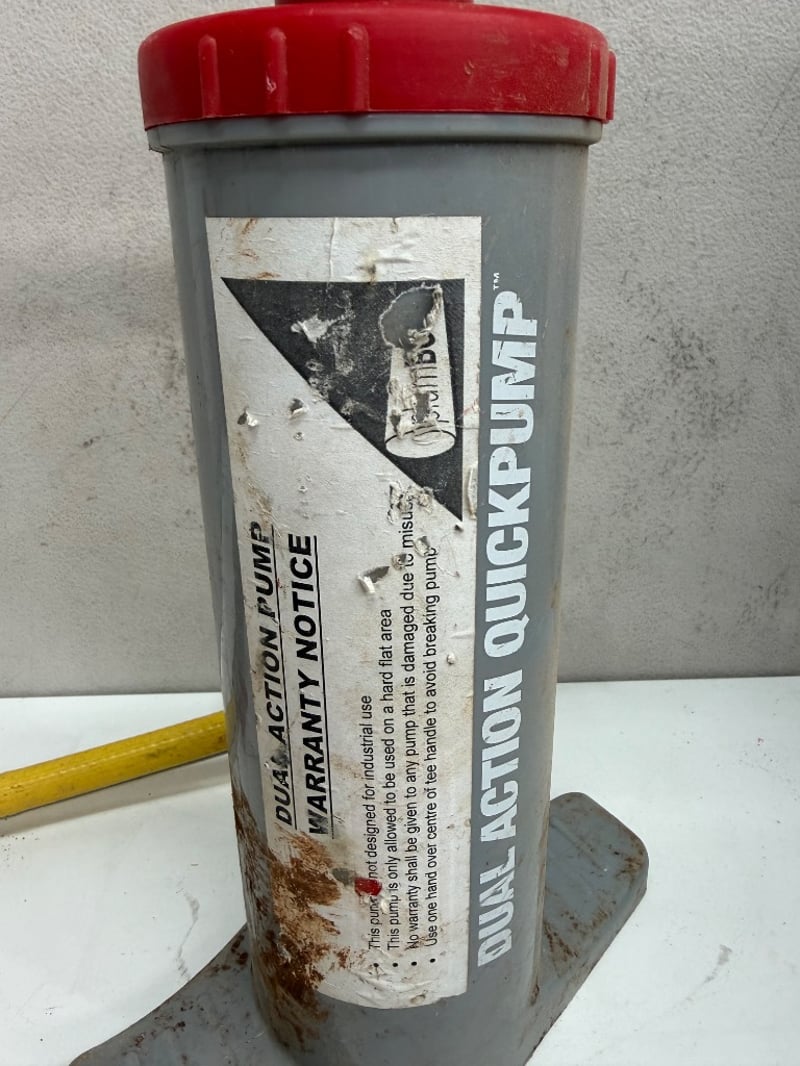 DUAL ACTION PUMP
WARRANTY NOTICE
• This pump not designed for industrial use
• This pump is only allowed to be used on a hard flat area
• No warranty shall be given to any pump that is damaged due to misuse
• Use one hand over centre of tee handle to avoid breaking pump
DUAL ACTION QUICKPUMP™